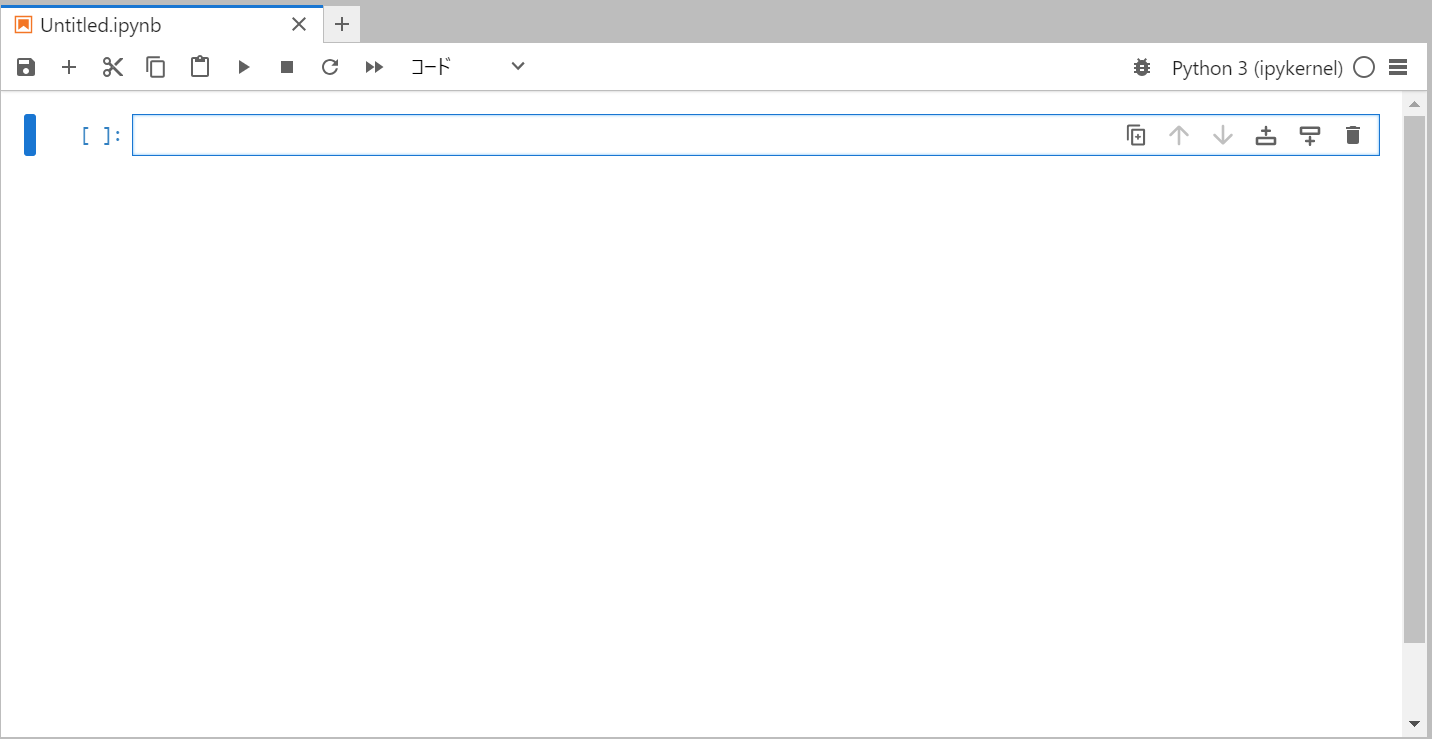 Untitled.ipynb
コード
Python 3 (ipykernel)
[ ]: